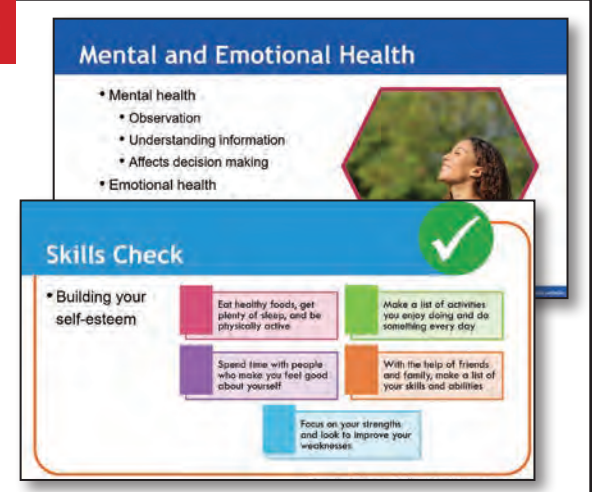 Mental and Emotional Health
• Mental health
• Observation
• Understanding information
• Affects decision making
• Emotional health
Skills Check
• Building your
self-esteem
Eat healthy foods, get
plenty of sleep, and be
physically active
Make a list of activities
you enjoy doing and do
something every day
Spend time with people
who make you feel good
about yourself
With the help of friends
and family, make a list of
your skills and abilities
Focus on your strengths
and look to improve your
weaknesses